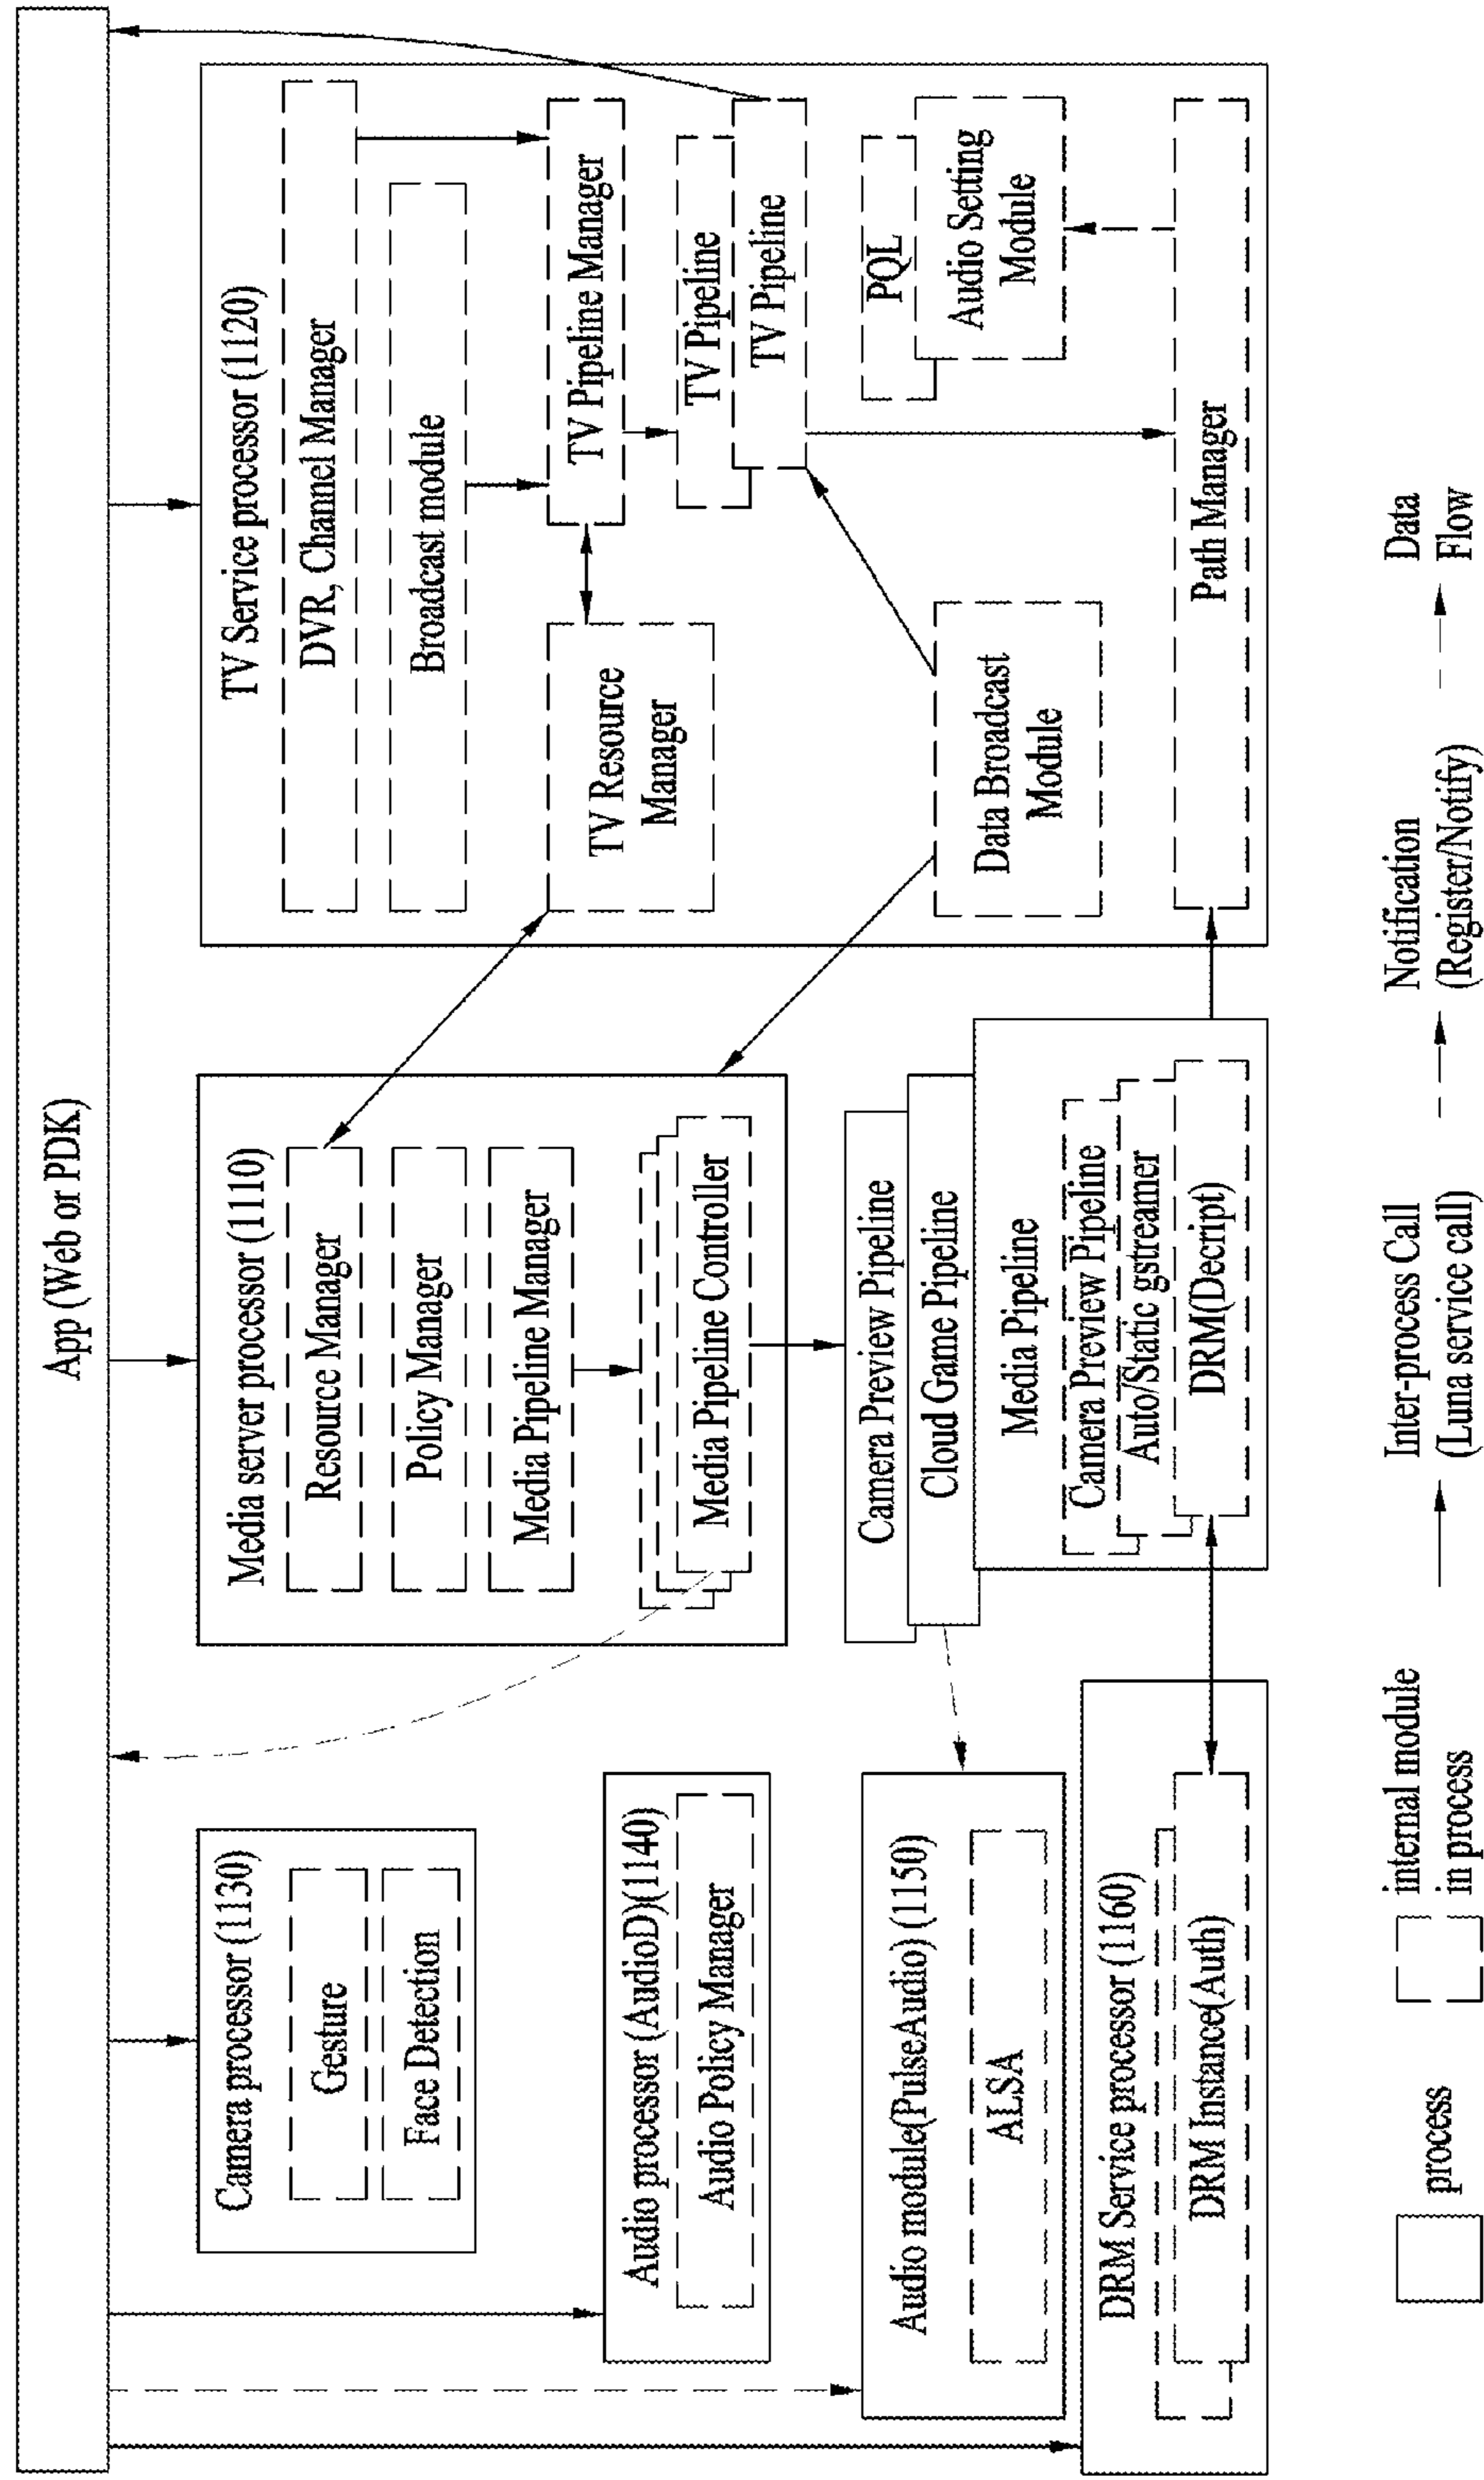 App (Web or PDK)
Camera processor (1130)
Gesture
Face Detection
Audio processor (AudioD)(1140)
Audio Policy Manager
Audio module(PulseAudio) (1150)
ALSA
DRM Service processor (1160)
DRM Instance(Auth)
Media server processor (1110)
Resource Manager
Policy Manager
Media Pipeline Manager
Media Pipeline Controller
Camera Preview Pipeline
Cloud Game Pipeline
Media Pipeline
Camera Preview Pipeline
Auto/Static gstreamer
DRM(Decript)
TV Service processor (1120)
DVR, Channel Manager
Broadcast module
TV Resource
Manager
TV Pipeline Manager
TV Pipeline
TV Pipeline
Data Broadcast
Module
PQL
Audio Setting
Module
Path Manager
process
internal module
in process
Inter-process Call
(Luna service call)
Notification
(Register/Notify)
Data
Flow